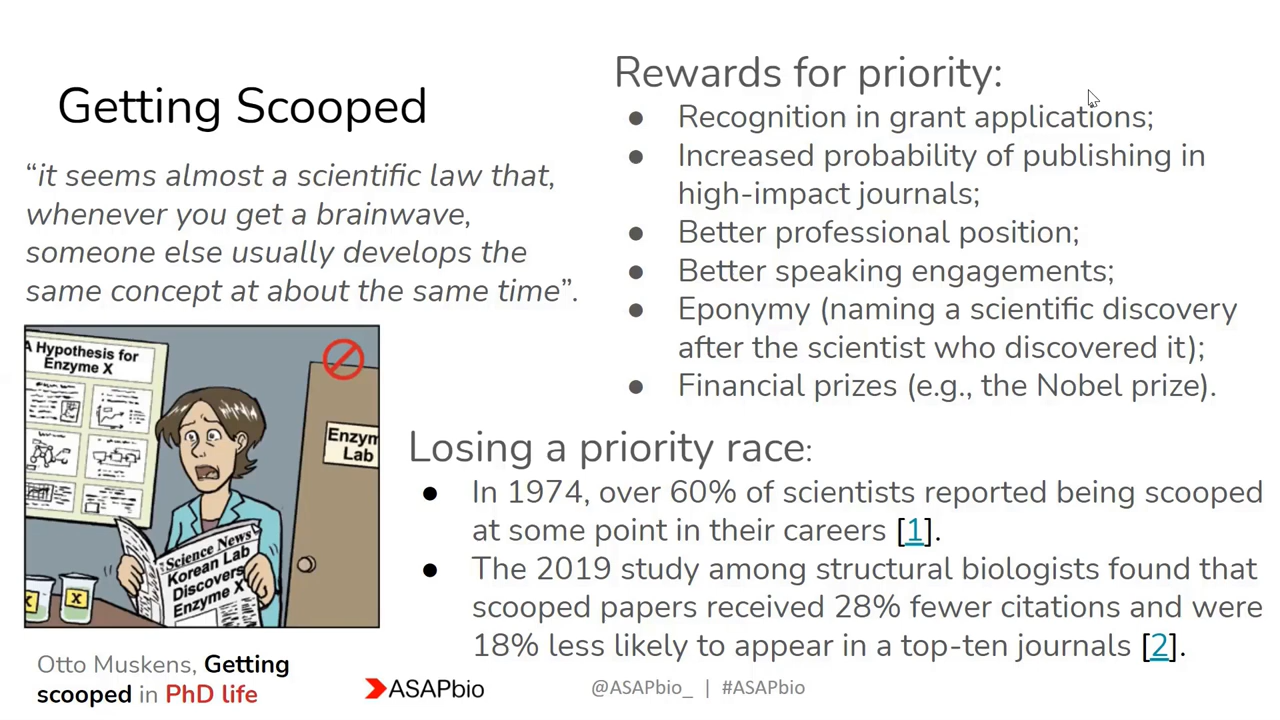 Getting Scooped
“it seems almost a scientific law that,
whenever you get a brainwave,
someone else usually develops the
same concept at about the same time”.
A Hypothesis for
Enzyme X
Enzym
Lab
Science News
Korean Lab
Discovers
Enzyme X
X
X
Otto Muskens, Getting
scooped in PhD life
Rewards for priority:
● Recognition in grant applications;
● Increased probability of publishing in
high-impact journals;
● Better professional position;
● Better speaking engagements;
● Eponymy (naming a scientific discovery
after the scientist who discovered it);
● Financial prizes (e.g., the Nobel prize).
Losing a priority race:
● In 1974, over 60% of scientists reported being scooped
at some point in their careers [1].
● The 2019 study among structural biologists found that
scooped papers received 28% fewer citations and were
18% less likely to appear in a top-ten journals [2].
ASAPbio
@ASAPbio_ | #ASAPbio